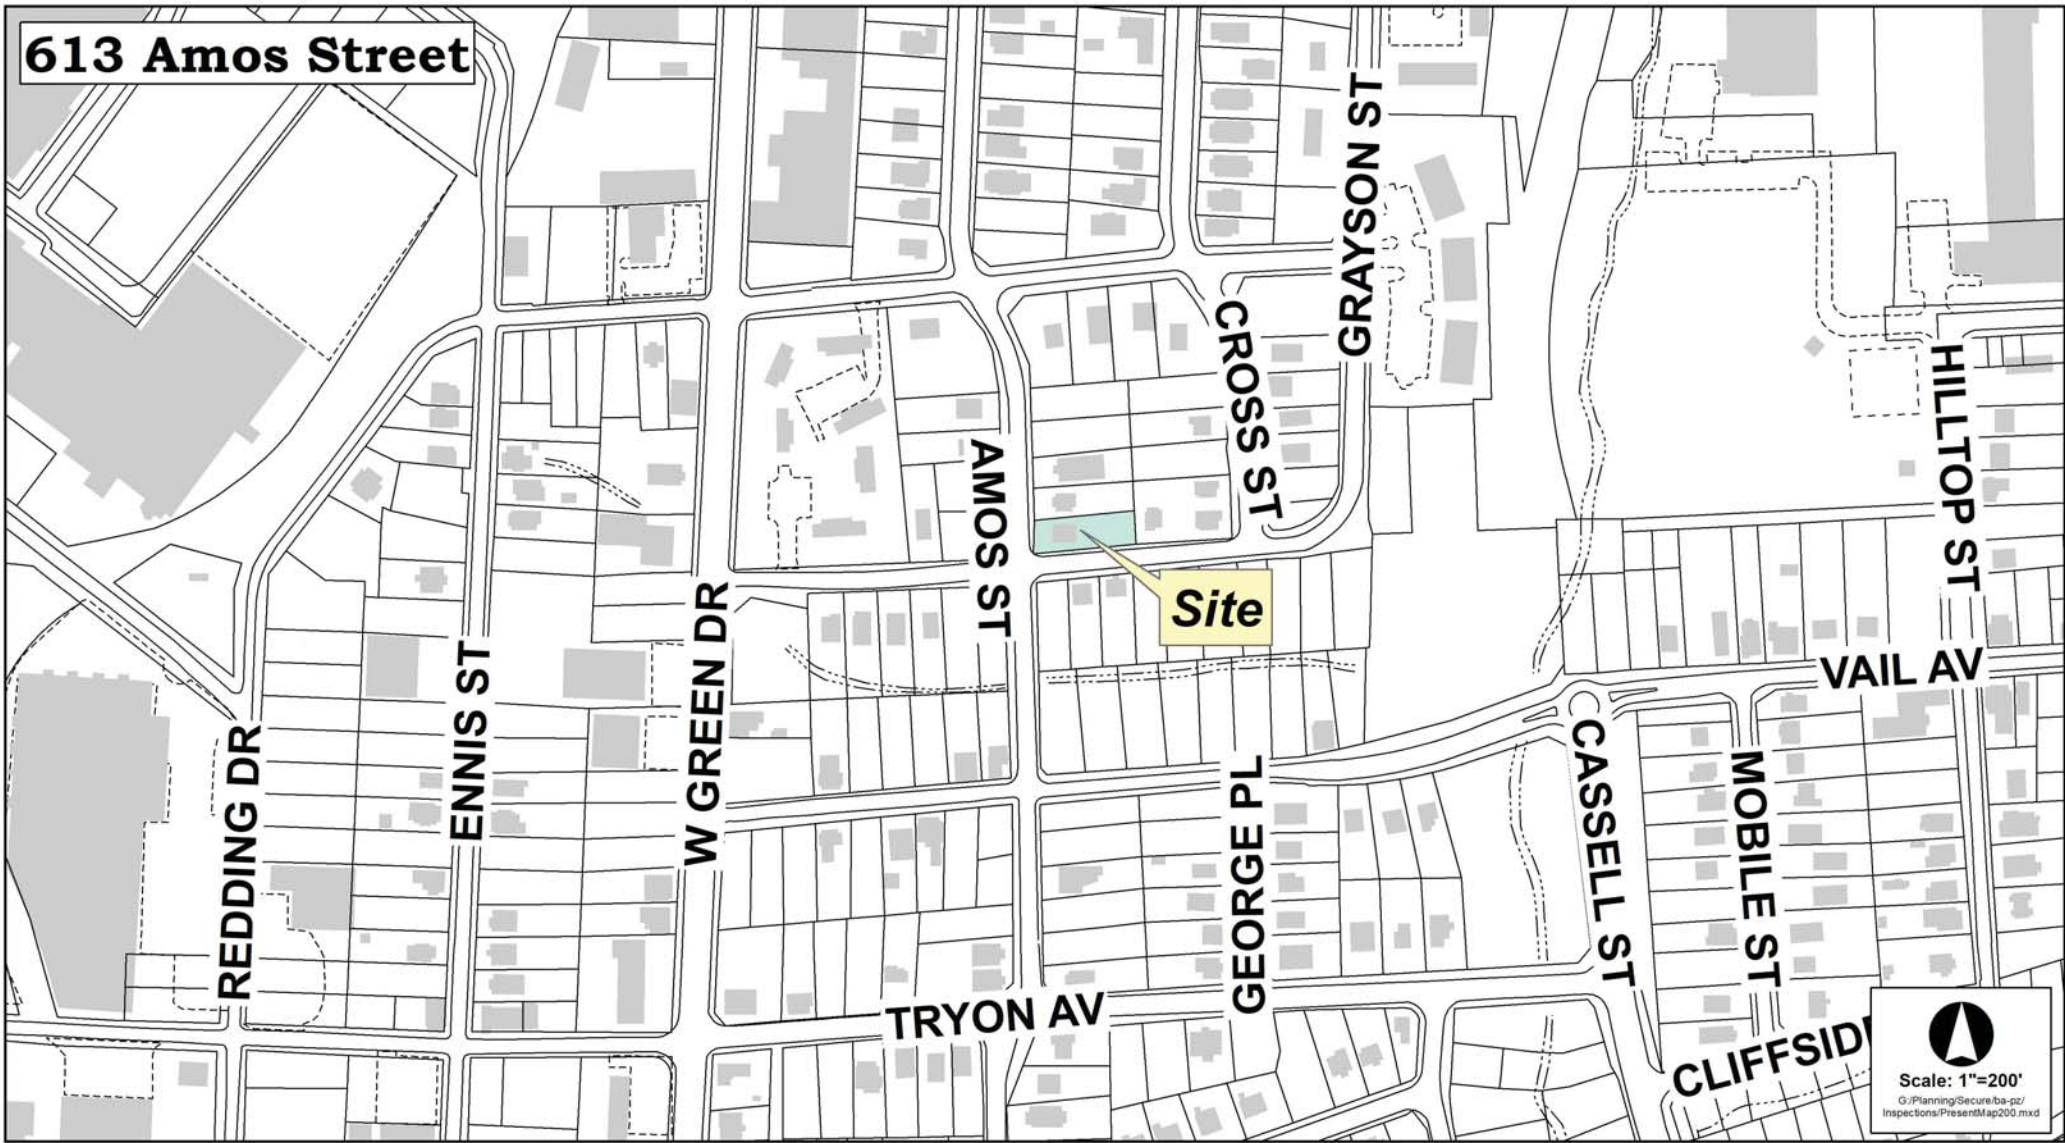 613 Amos Street
GRAYSON ST
CROSS ST
HILLTOP ST
AMOS ST
Site
W GREEN DR
ENNIS ST
VAIL AV
REDDING DR
CASSELL ST
MOBILE ST
GEORGE PL
TRYON AV
CLIFFSID
Scale: 1"=200'
G:/Planning/Secure/ba-pz/
Inspections/PresentMap200.mxd